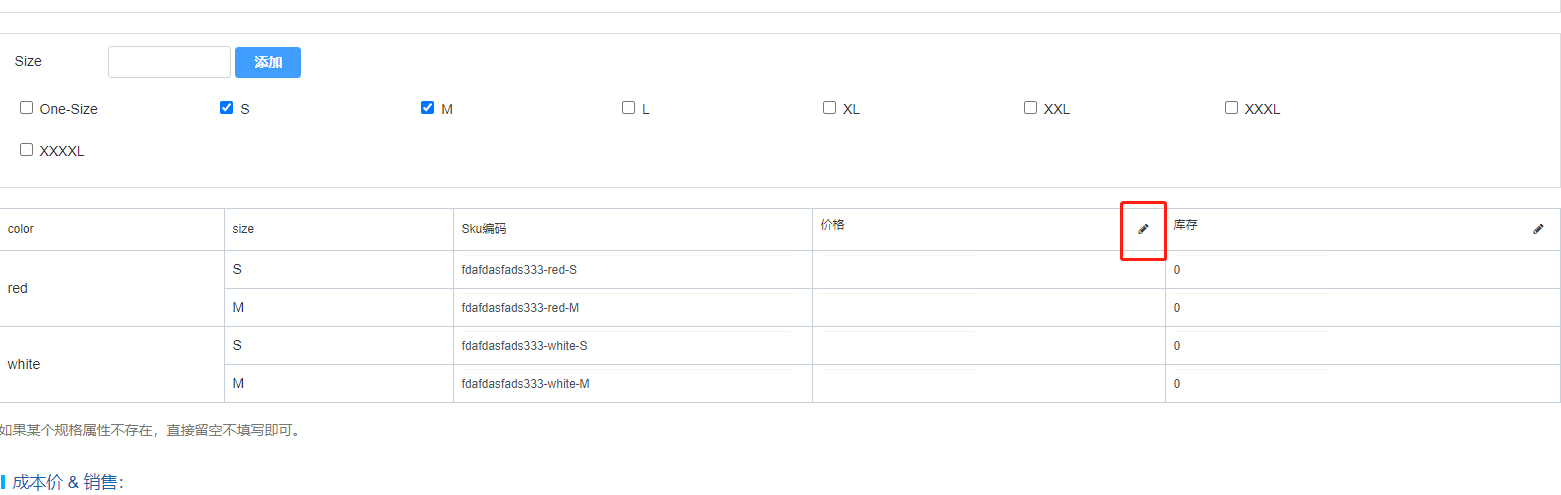 Size 添加
One-Size S M L XL XXL XXXL
XXXXL
color size Sku编码 价格 库存
red S fdafdasfads333-red-S 0
M fdafdasfads333-red-M 0
white S fdafdasfads333-white-S 0
M fdafdasfads333-white-M 0
如果某个规格属性不存在，直接留空不填写即可。
成本价 & 销售：